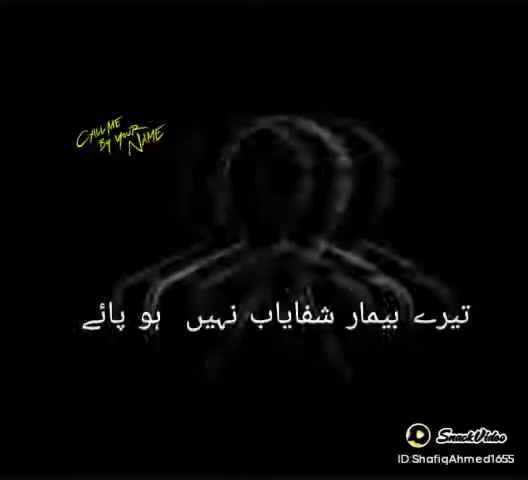 CALL ME
BY YOUR
NAME
تیرے بیمار شفایاب نہیں ہو پائے
SnackVideo
ID:ShafiqAhmed1655